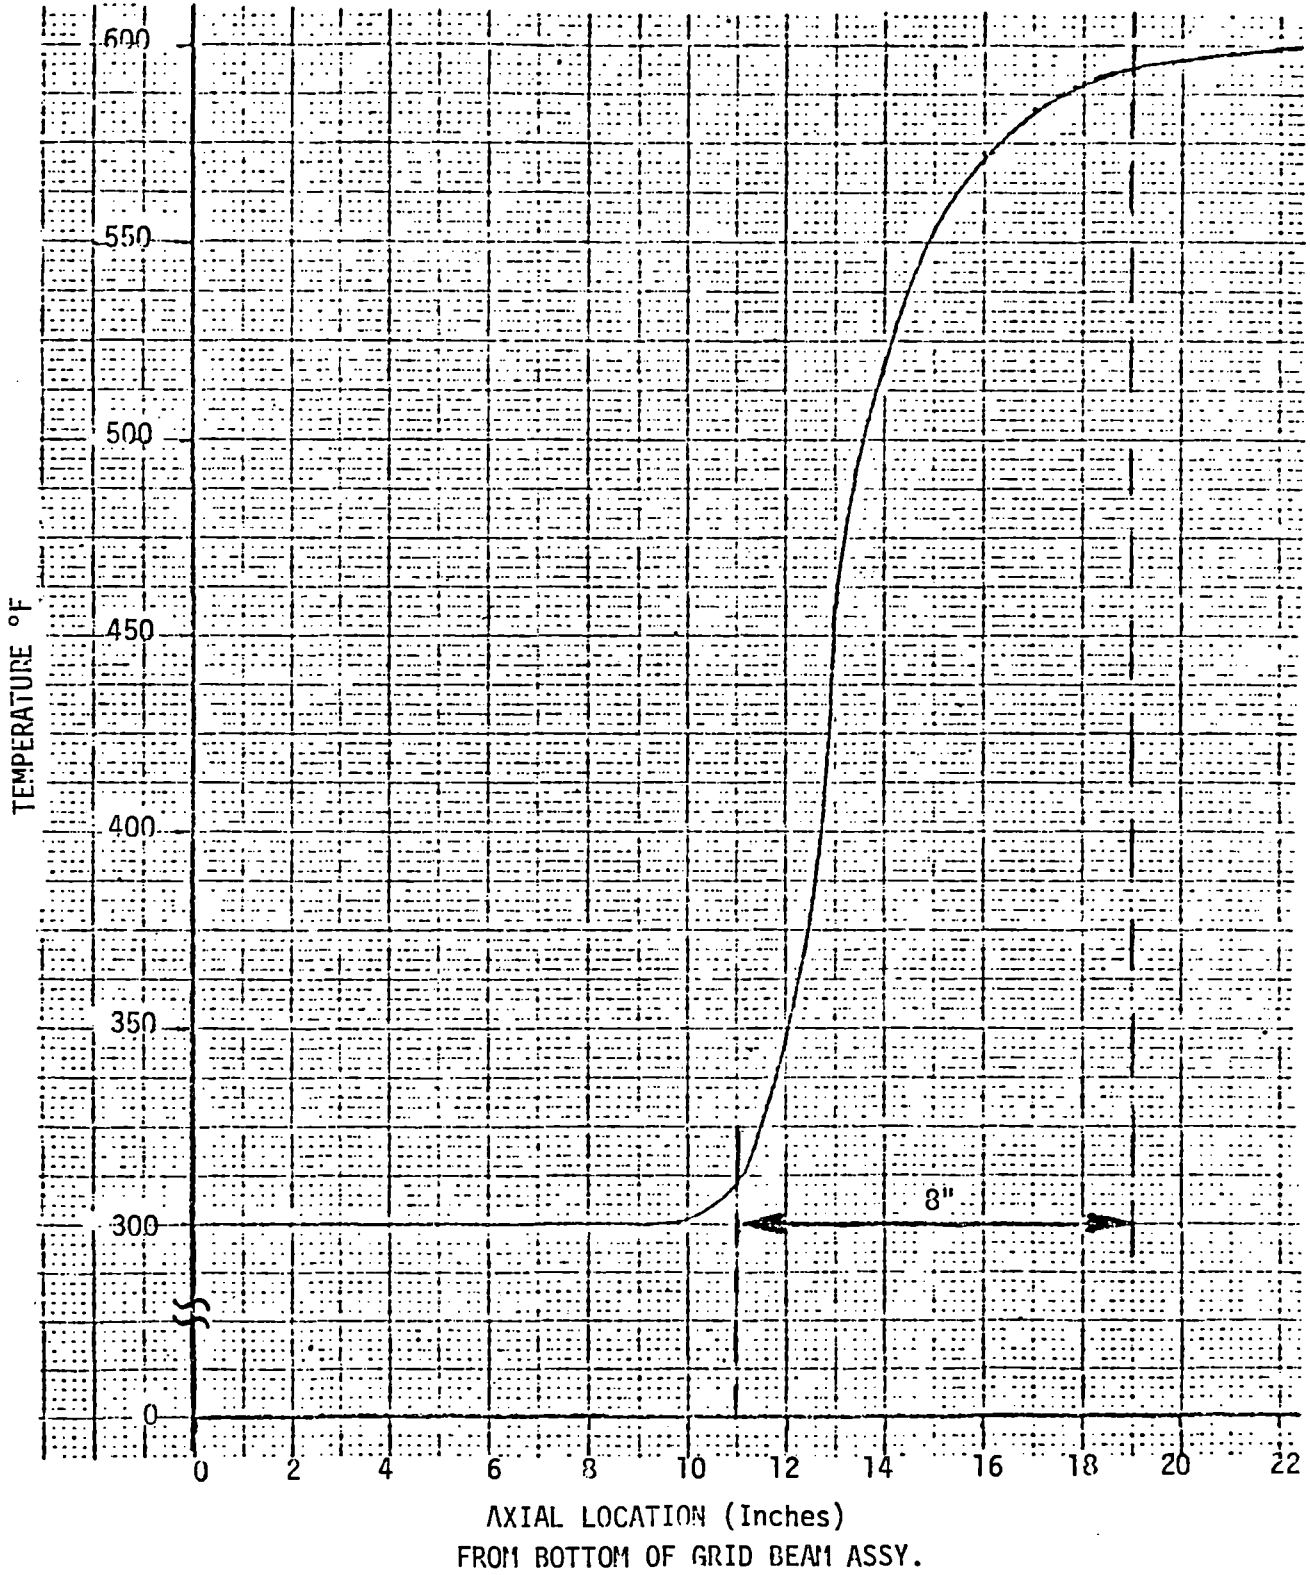 600
550
500
450
400
350
300
0
TEMPERATURE °F
8"
0 2 4 6 8 10 12 14 16 18 20 22
AXIAL LOCATION (Inches)
FROM BOTTOM OF GRID BEAM ASSY.